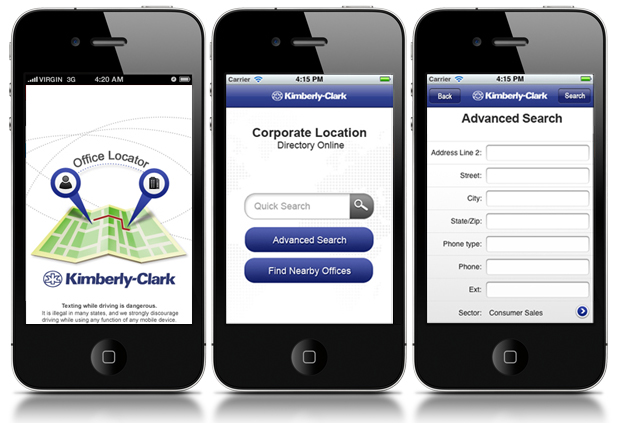 VIRGIN 3G 4:20 AM
Office Locator
Kimberly-Clark
Texting while driving is dangerous.
It is illegal in many states, and we strongly discourage
driving while using any function of any mobile device.
Carrier 4:15 PM
Kimberly-Clark
Corporate Location
Directory Online
Quick Search
Advanced Search
Find Nearby Offices
Carrier 4:15 PM
Back Kimberly-Clark Search
Advanced Search
Address Line 2:
Street:
City:
State/Zip:
Phone type:
Phone:
Ext:
Sector: Consumer Sales